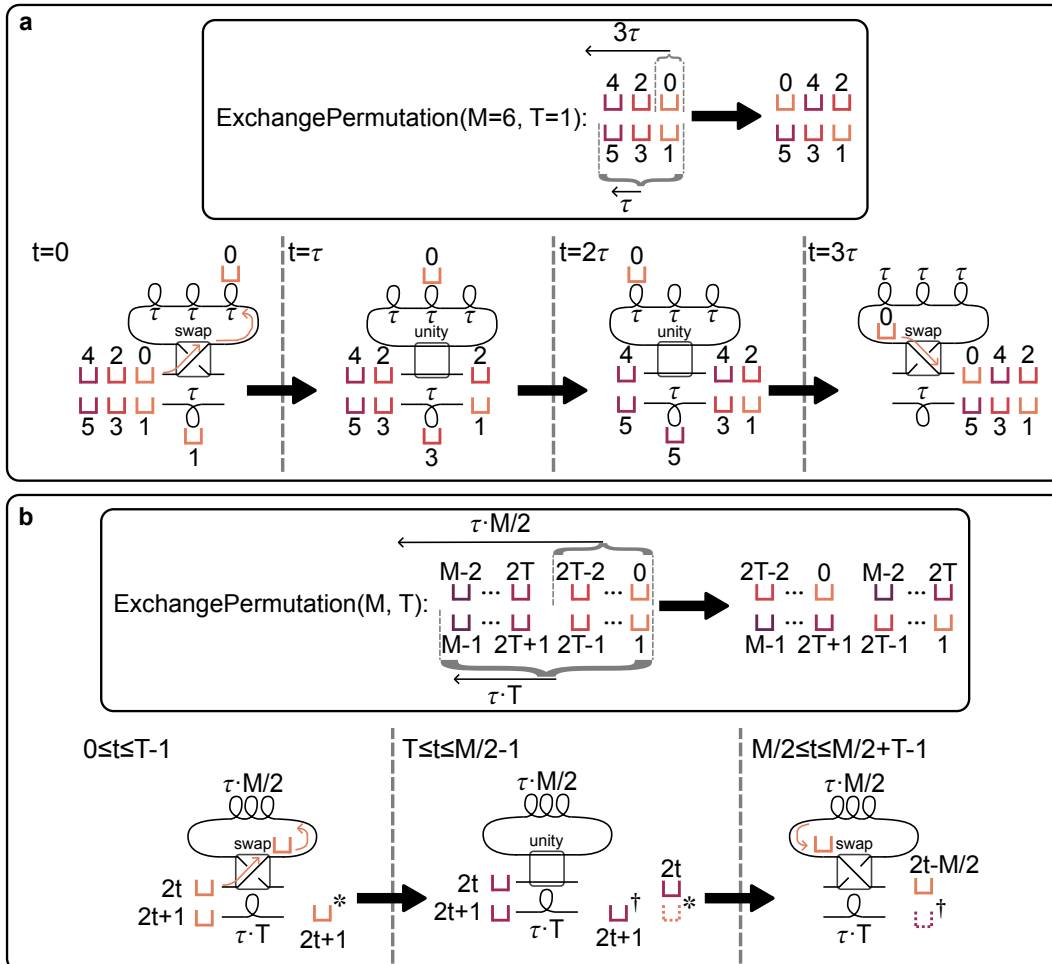 a
3τ
4 2 0
ExchangePermutation(M=6, T=1):
5 3 1
τ
0 4 2
5 3 1
t=0
0
τ τ τ
swap
4 2 0
τ
5 3 1
1
t=τ
0
τ τ τ
unity
4 2 2
τ
5 3 1
3
t=2τ
0
τ τ τ
unity
4 4 2
τ
5 3 1
5
t=3τ
τ τ τ
0 swap
0 4 2
τ
5 3 1
b
τ·M/2
M-2 2T 2T-2 0
... ...
ExchangePermutation(M, T):
... ...
M-1 2T+1 2T-1 1
τ·T
2T-2 0 M-2 2T
... ...
... ...
M-1 2T+1 2T-1 1
0≤t≤T-1
τ·M/2
swap
2t
2t+1 *
τ·T 2t+1
T≤t≤M/2-1
τ·M/2
unity
2t 2t
2t+1 † *
τ·T 2t+1
M/2≤t≤M/2+T-1
τ·M/2
swap
2t-M/2
†
τ·T